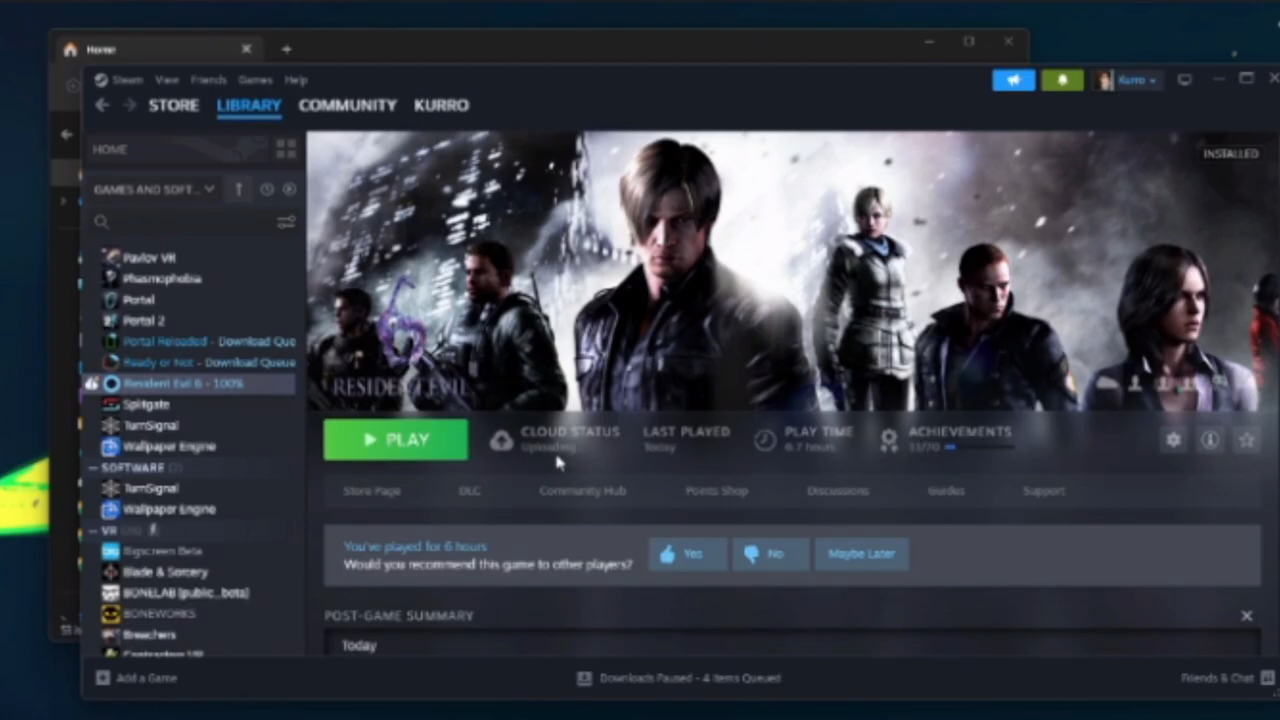 Home
Steam View Friends Games Help
Kurro
STORE LIBRARY COMMUNITY KURRO
HOME
INSTALLED
GAMES AND SOFT...
Pavlov VR
Phasmophobia
Portal
Portal 2
Portal Reloaded - Download Que
Ready or Not - Download Queue
Resident Evil 6 - 100%
Splitgate
TurnSignal
Wallpaper Engine
SOFTWARE (2)
TurnSignal
Wallpaper Engine
VR
Bigscreen Beta
Blade & Sorcery
BONELAB [public_beta]
BONEWORKS
Breachers
RESIDENT EVIL
PLAY
CLOUD STATUS
Uploading
LAST PLAYED
Today
PLAY TIME
6.7 hours
ACHIEVEMENTS
11/70
Store Page DLC Community Hub Points Shop Discussions Guides Support
You've played for 6 hours
Would you recommend this game to other players?
Yes No Maybe Later
POST-GAME SUMMARY
Today
Add a Game
Downloads Paused - 4 Items Queued
Friends & Chat